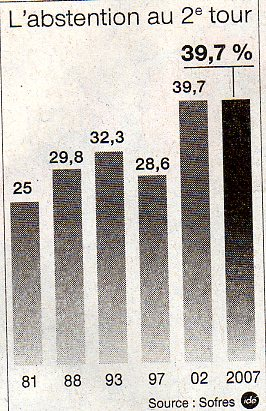 L'abstention au 2e tour
39,7 %
39,7
32,3
29,8
28,6
25
81 88 93 97 02 2007
Source : Sofres idé